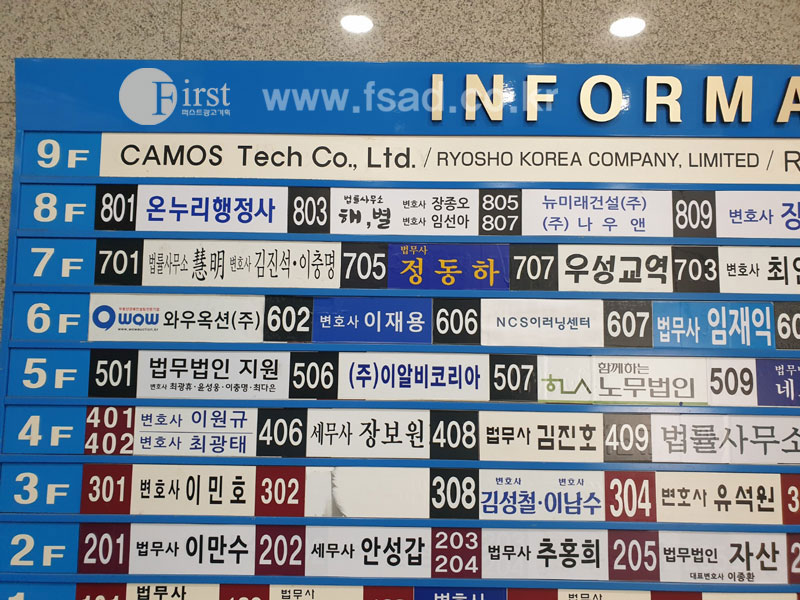 First www.fsad.co.kr INFORMA
퍼스트광고기획
9F CAMOS Tech Co., Ltd. / RYOSHO KOREA COMPANY, LIMITED / R
8F 801 온누리행정사 803 법률사무소 해,별 변호사 장종오 변호사 임선아 805 807 뉴미래건설(주) (주)나우앤 809 변호사
7F 701 법률사무소 慧明 변호사 김진석·이충명 705 법무사 정동하 707 우성교역 703 변호사 최
6F wow 와우옥션(주) 602 변호사 이재용 606 NCS이러닝센터 607 법무사 임재익
5F 501 법무법인 지원 변호사 최광휴·윤성웅·이충명·최다은 506 (주)이알비코리아 507 함께하는 노무법인 509
4F 401 402 변호사 이원규 변호사 최광태 406 세무사 장보원 408 법무사 김진호 409 법률사무소
3F 301 변호사 이민호 302 308 변호사 변호사 김성철·이남수 304 변호사 유석원
2F 201 법무사 이만수 202 세무사 안성갑 203 204 법무사 추홍희 205 법무법인 자산 대표변호사 이종환